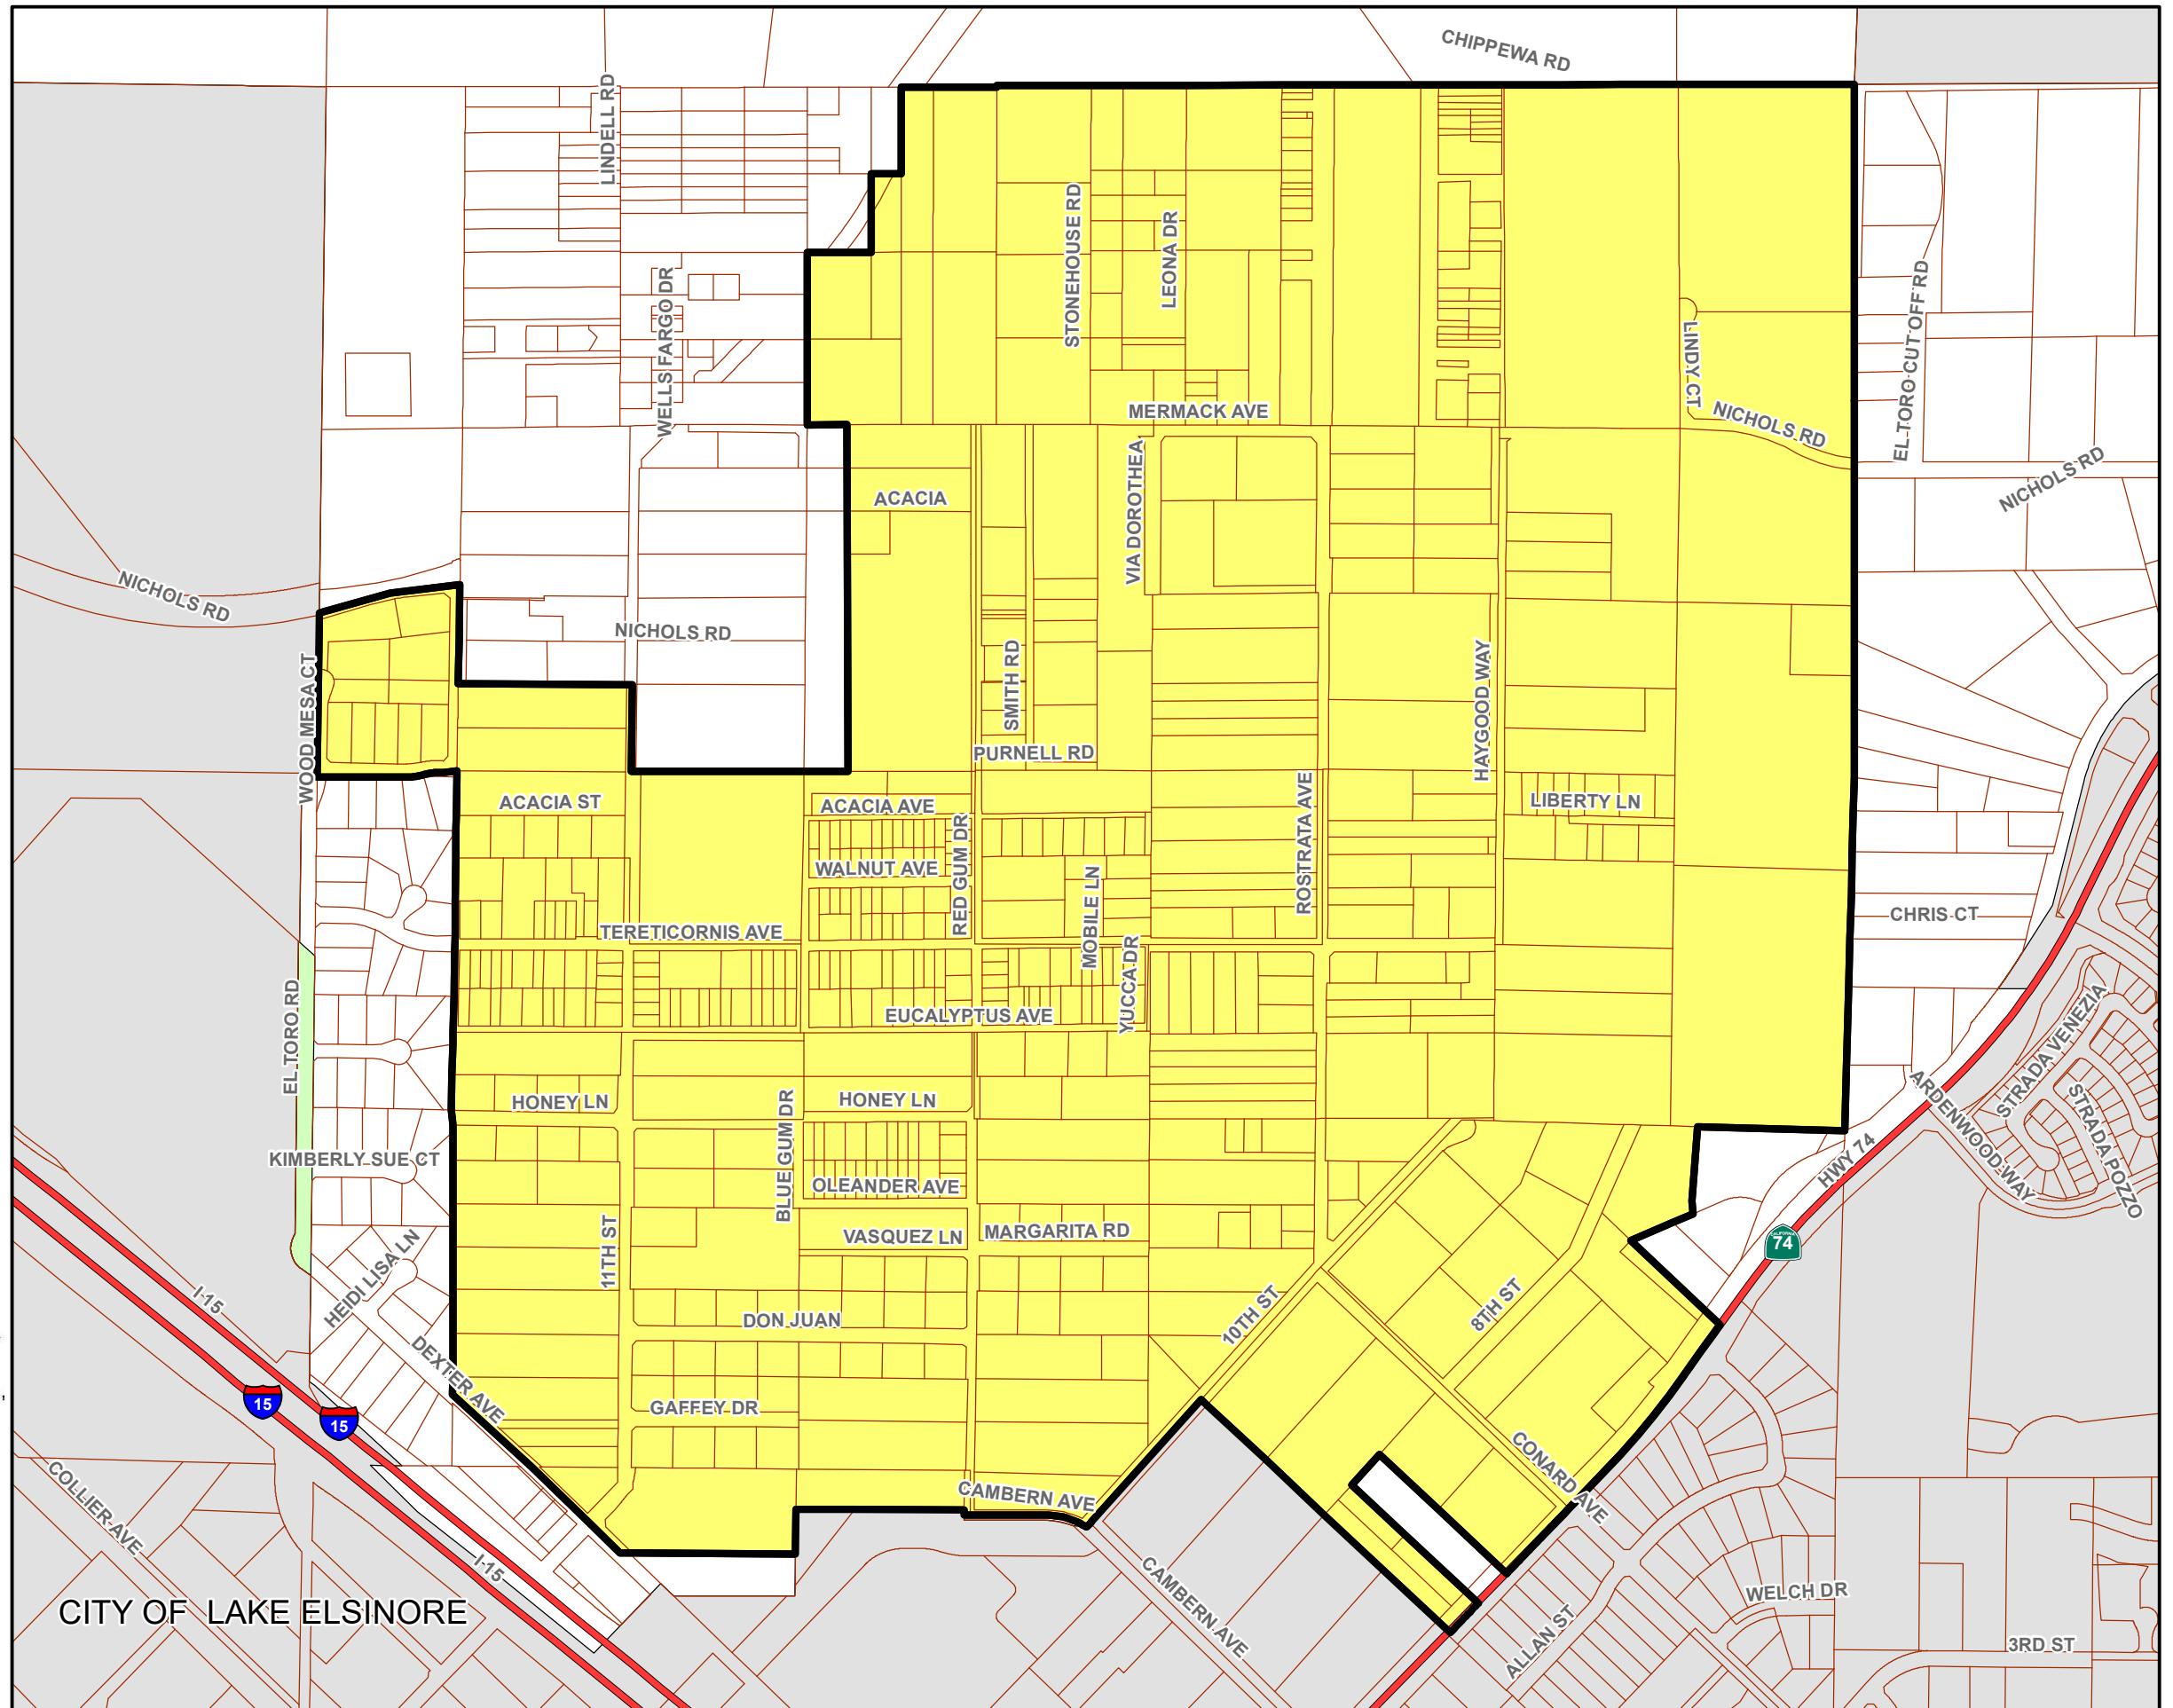 CHIPPEWA RD
LINDELL RD
STONEHOUSE RD
LEONA DR
WELLS FARGO DR
EL TORO CUT OFF RD
LINDY CT
MERMACK AVE
NICHOLS RD
NICHOLS RD
VIA DOROTHEA
ACACIA
NICHOLS RD
NICHOLS RD
SMITH RD
HAYGOOD WAY
WOOD MESA CT
PURNELL RD
ACACIA ST
ACACIA AVE
ROSTRATA AVE
LIBERTY LN
WALNUT AVE
RED GUM DR
MOBILE LN
CHRIS CT
TERETICORNIS AVE
YUCCA DR
EL TORO RD
EUCALYPTUS AVE
STRADA VENEZIA
HONEY LN
HONEY LN
BLUE GUM DR
ARDENWOOD WAY
STRADA POZZO
KIMBERLY SUE CT
HWY 74
OLEANDER AVE
11TH ST
VASQUEZ LN
MARGARITA RD
CALIFORNIA
74
HEIDI LISA LN
I-15
10TH ST
8TH ST
DON JUAN
DEXTER AVE
15
15
GAFFEY DR
CONARD AVE
COLLIER AVE
CAMBERN AVE
I-15
CAMBERN AVE
WELCH DR
CITY OF LAKE ELSINORE
ALLAN ST
3RD ST